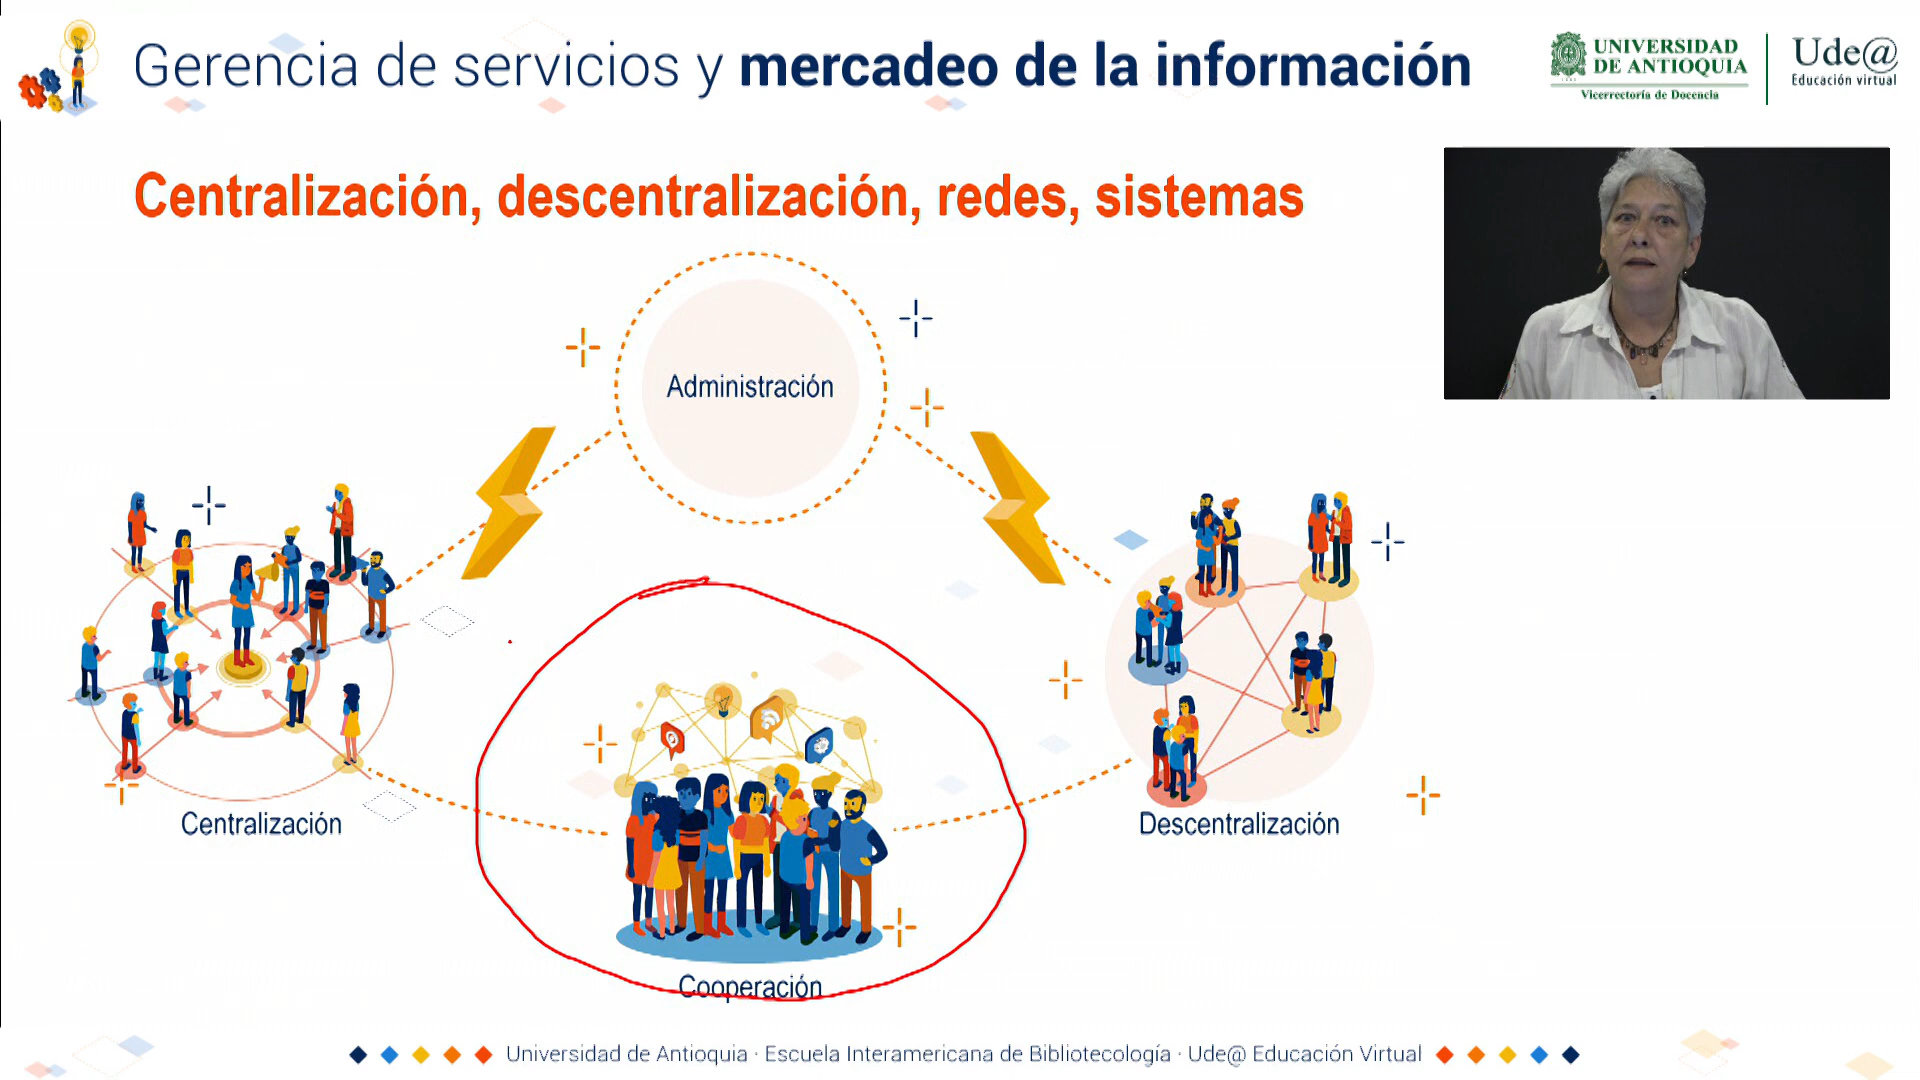 Gerencia de servicios y mercadeo de la información
UNIVERSIDAD
DE ANTIOQUIA
Vicerrectoría de Docencia
Ude@
Educación virtual
Centralización, descentralización, redes, sistemas
Administración
Centralización
Descentralización
Cooperación
Universidad de Antioquia · Escuela Interamericana de Bibliotecología · Ude@ Educación Virtual